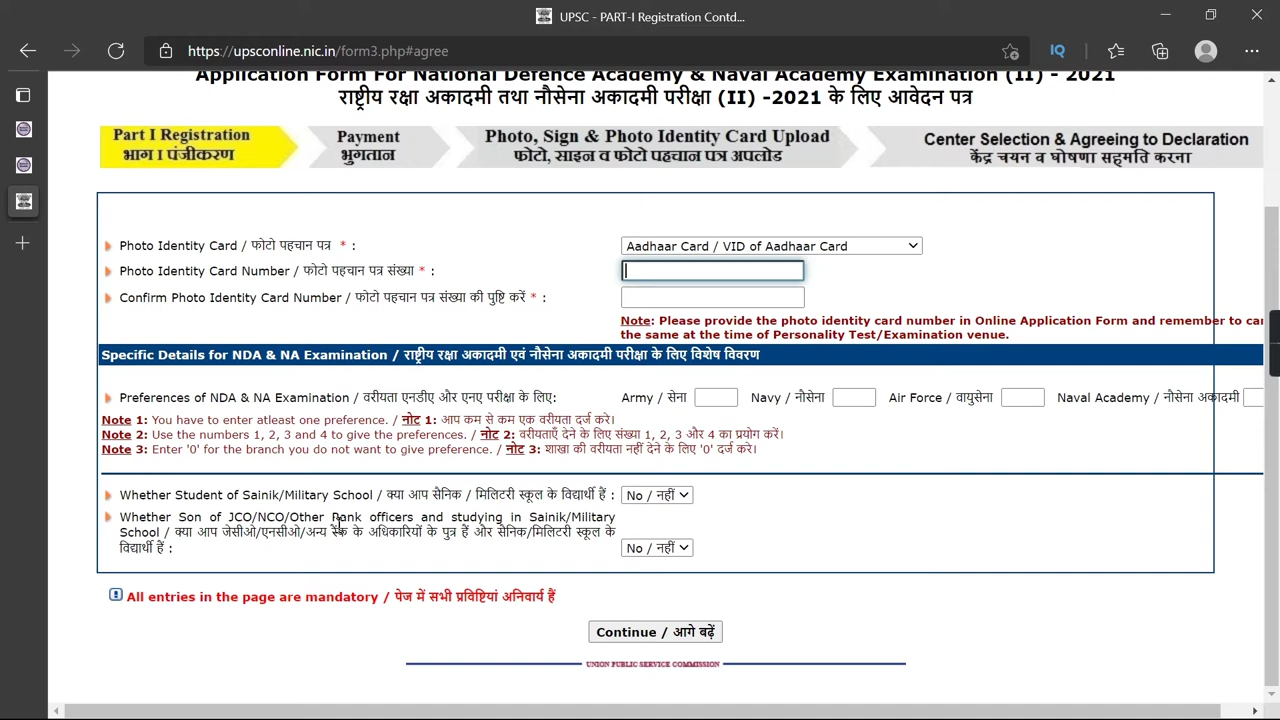 UPSC - PART-I Registration Contd...
https://upsconline.nic.in/form3.php#agree
IQ
Application Form For National Defence Academy & Naval Academy Examination (II) - 2021
राष्ट्रीय रक्षा अकादमी तथा नौसेना अकादमी परीक्षा (II) -2021 के लिए आवेदन पत्र
Part I Registration
भाग I पंजीकरण
Payment
भुगतान
Photo, Sign & Photo Identity Card Upload
फोटो, साइन व फोटो पहचान पत्र अपलोड
Center Selection & Agreeing to Declaration
केंद्र चयन व घोषणा सहमति करना
Photo Identity Card / फोटो पहचान पत्र * : Aadhaar Card / VID of Aadhaar Card
Photo Identity Card Number / फोटो पहचान पत्र संख्या * :
Confirm Photo Identity Card Number / फोटो पहचान पत्र संख्या की पुष्टि करें * :
Note: Please provide the photo identity card number in Online Application Form and remember to car
the same at the time of Personality Test/Examination venue.
Specific Details for NDA & NA Examination / राष्ट्रीय रक्षा अकादमी एवं नौसेना अकादमी परीक्षा के लिए विशेष विवरण
Preferences of NDA & NA Examination / वरीयता एनडीए और एनए परीक्षा के लिए: Army / सेना Navy / नौसेना Air Force / वायुसेना Naval Academy / नौसेना अकादमी
Note 1: You have to enter atleast one preference. / नोट 1: आप कम से कम एक वरीयता दर्ज करे।
Note 2: Use the numbers 1, 2, 3 and 4 to give the preferences. / नोट 2: वरीयताएँ देने के लिए संख्या 1, 2, 3 और 4 का प्रयोग करें।
Note 3: Enter '0' for the branch you do not want to give preference. / नोट 3: शाखा की वरीयता नहीं देने के लिए '0' दर्ज करे।
Whether Student of Sainik/Military School / क्या आप सैनिक / मिलिटरी स्कूल के विद्यार्थी हैं : No / नहीं
Whether Son of JCO/NCO/Other Rank officers and studying in Sainik/Military
School / क्या आप जेसीओ/एनसीओ/अन्य रैंक के अधिकारियों के पुत्र हैं और सैनिक/मिलिटरी स्कूल के
विद्यार्थी हैं : No / नहीं
All entries in the page are mandatory / पेज में सभी प्रविष्टियां अनिवार्य हैं
Continue / आगे बढ़ें
UNION PUBLIC SERVICE COMMISSION